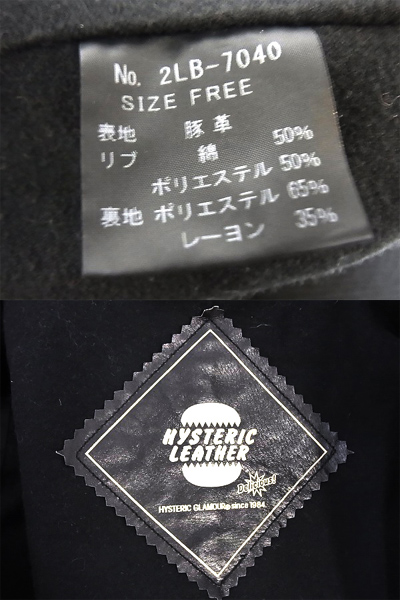 No. 2LB-7040
SIZE FREE
表地 豚革
リブ 綿 50%
ポリエステル 50%
裏地 ポリエステル 65%
レーヨン 35%
HYSTERIC
LEATHER
Delicious!
HYSTERIC GLAMOUR®since 1984